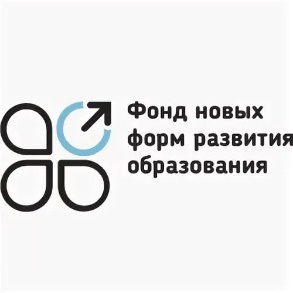 Фонд новых
форм развития
образования